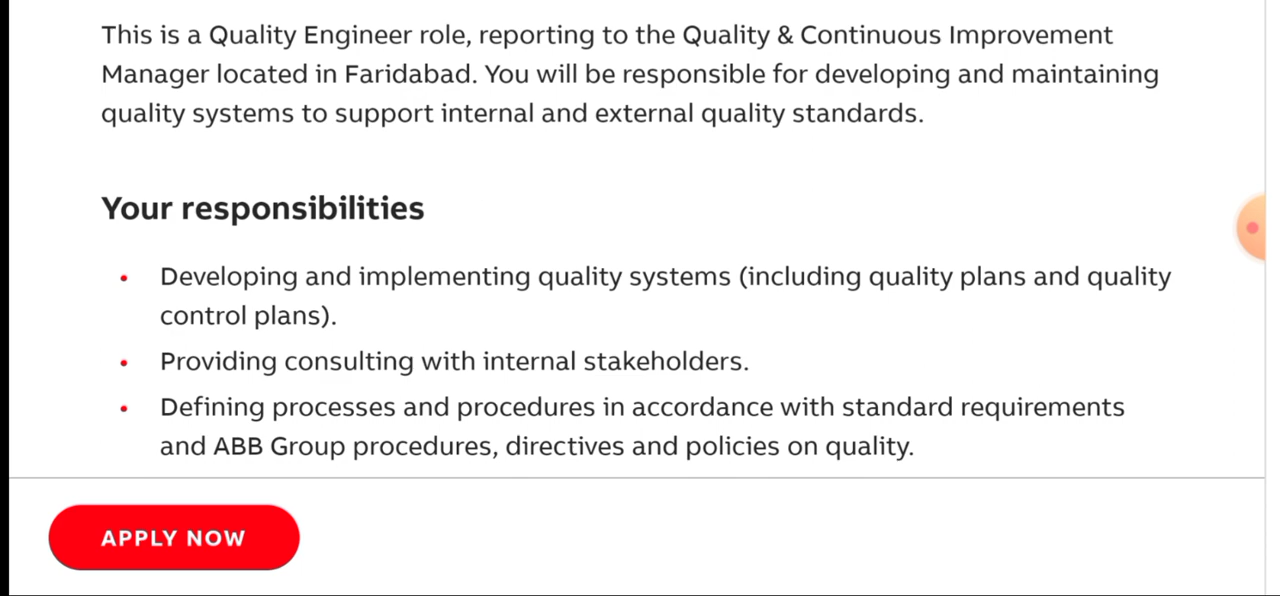 This is a Quality Engineer role, reporting to the Quality & Continuous Improvement
Manager located in Faridabad. You will be responsible for developing and maintaining
quality systems to support internal and external quality standards.
Your responsibilities
Developing and implementing quality systems (including quality plans and quality
control plans).
Providing consulting with internal stakeholders.
Defining processes and procedures in accordance with standard requirements
and ABB Group procedures, directives and policies on quality.
APPLY NOW